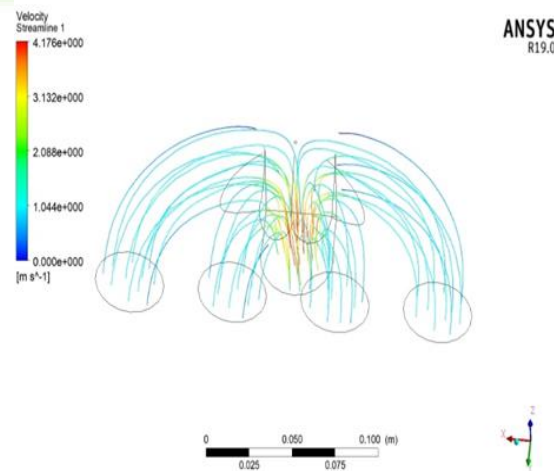 Velocity
Streamline 1
4.176e+000
3.132e+000
2.088e+000
1.044e+000
0.000e+000
[m s^-1]
ANSYS
R19.0
0 0.050 0.100 (m)
0.025 0.075
Z
X